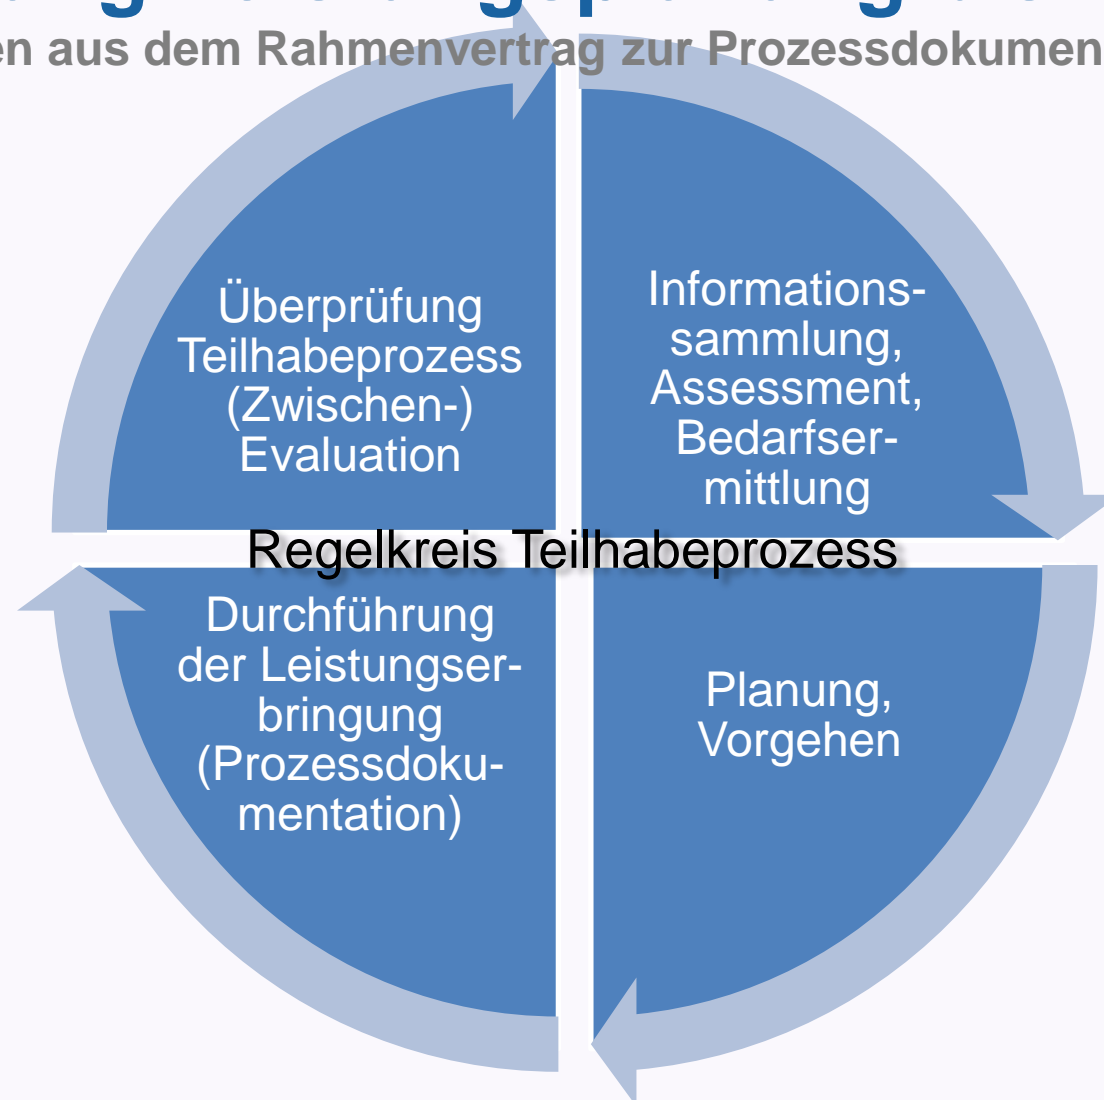 en aus dem Rahmenvertrag zur Prozessdokumen
Überprüfung
Teilhabeprozess
(Zwischen-)
Evaluation
Informations-
sammlung,
Assessment,
Bedarfser-
mittlung
Regelkreis Teilhabeprozess
Durchführung
der Leistungser-
bringung
(Prozessdoku-
mentation)
Planung,
Vorgehen